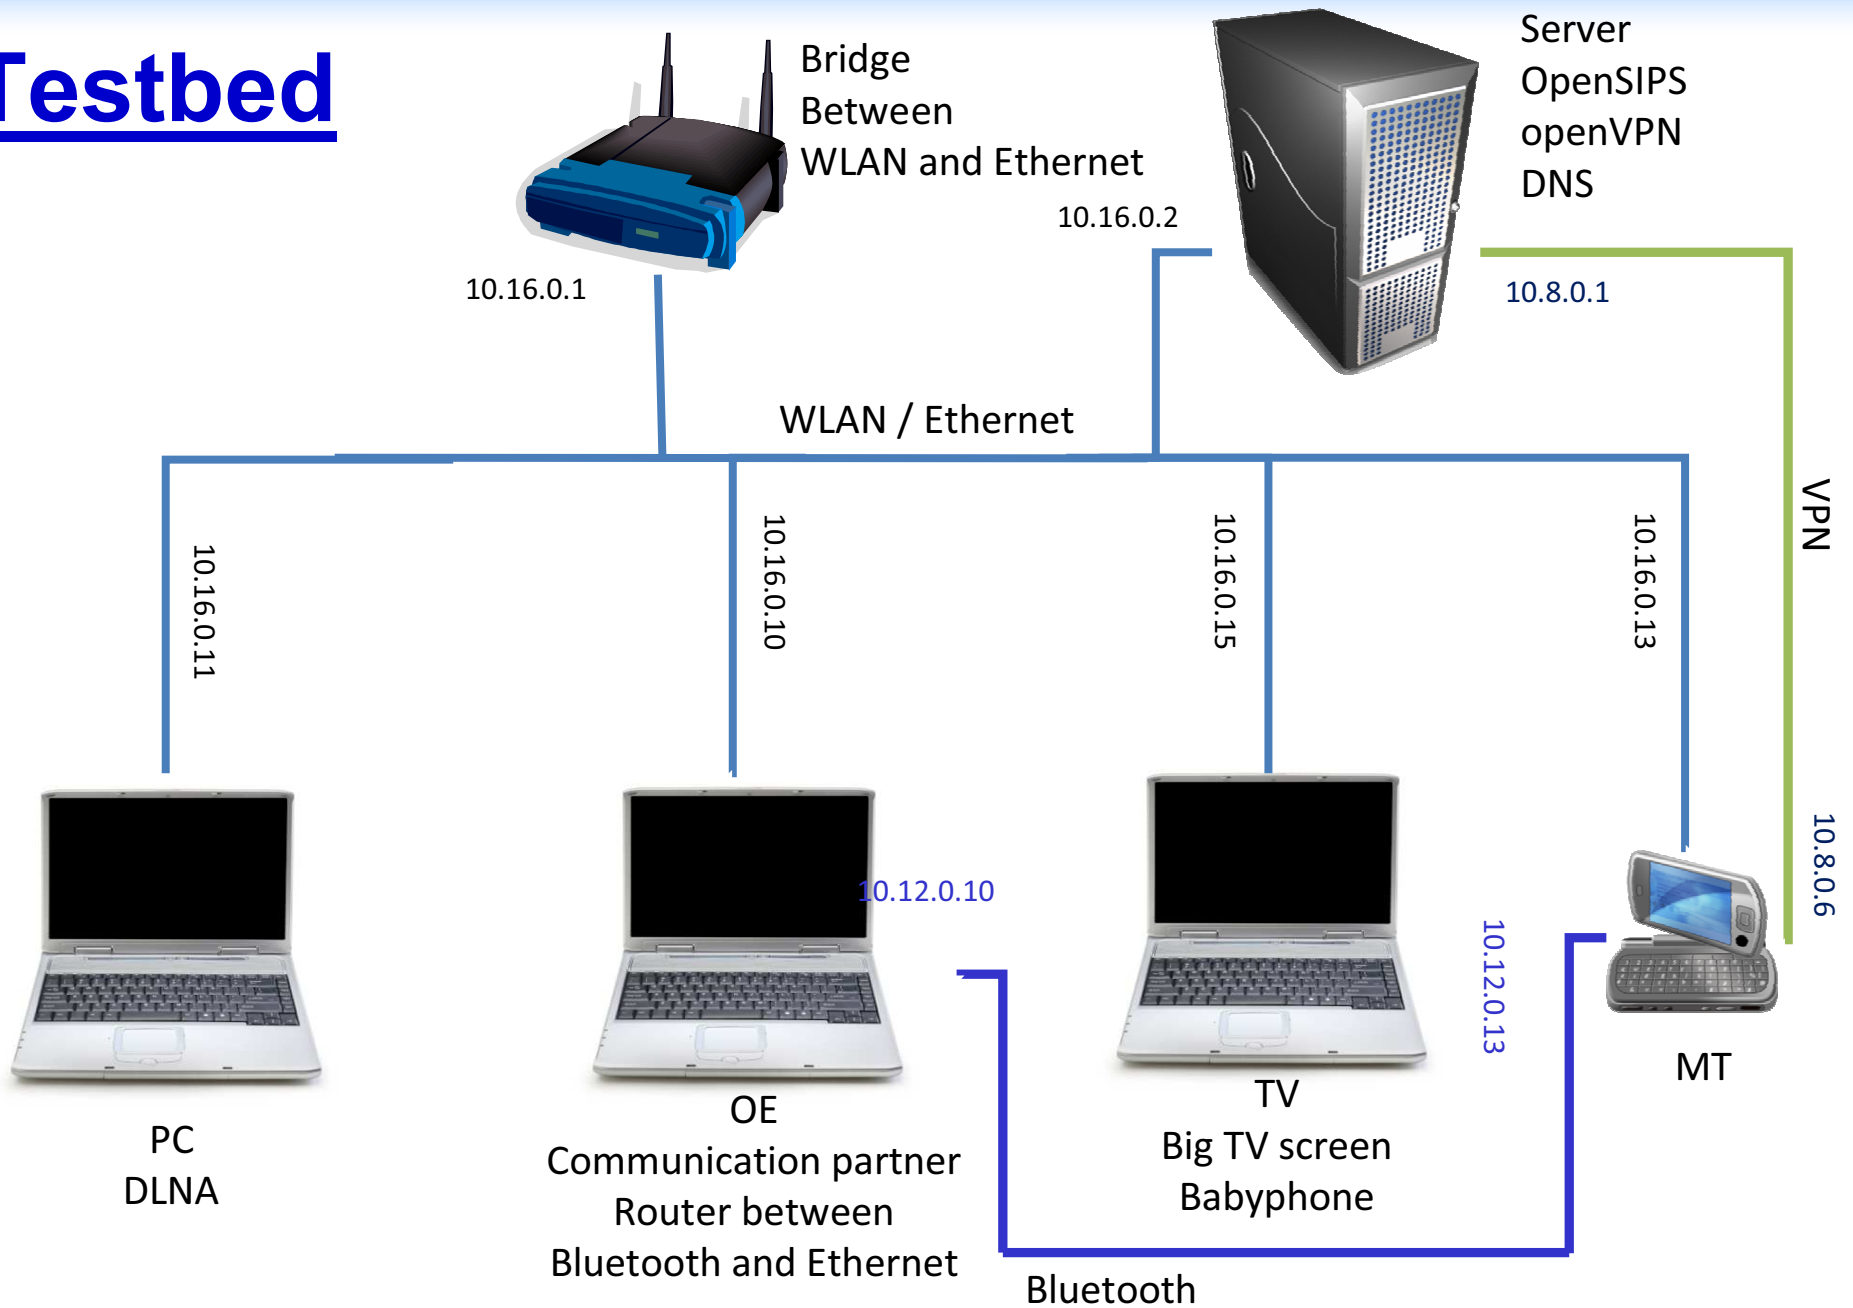 Testbed
Bridge
Between
WLAN and Ethernet
Server
OpenSIPS
openVPN
DNS
10.16.0.2
10.16.0.1
10.8.0.1
WLAN / Ethernet
VPN
10.16.0.11
10.16.0.10
10.16.0.15
10.16.0.13
10.8.0.6
10.12.0.10
10.12.0.13
PC
DLNA
OE
Communication partner
Router between
Bluetooth and Ethernet
TV
Big TV screen
Babyphone
MT
Bluetooth